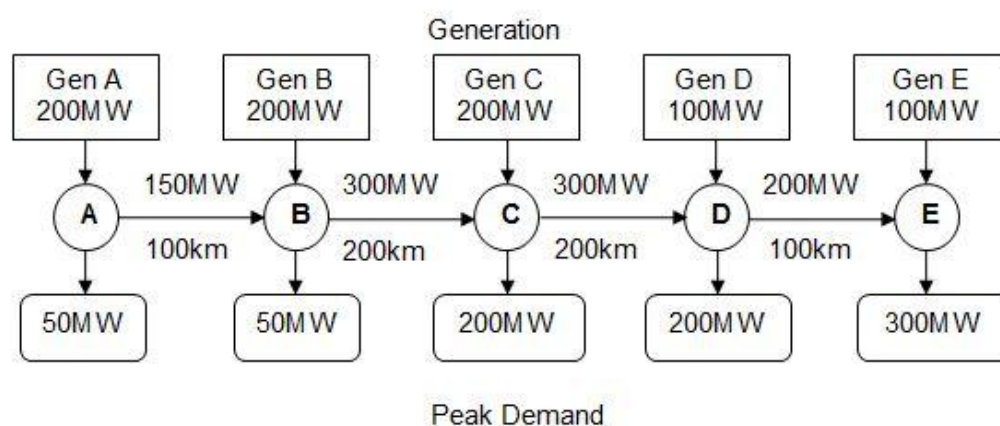 Generation
Gen A
200MW
Gen B
200MW
Gen C
200MW
Gen D
100MW
Gen E
100MW
A
150MW
100km
B
300MW
200km
C
300MW
200km
D
200MW
100km
E
50MW
50MW
200MW
200MW
300MW
Peak Demand